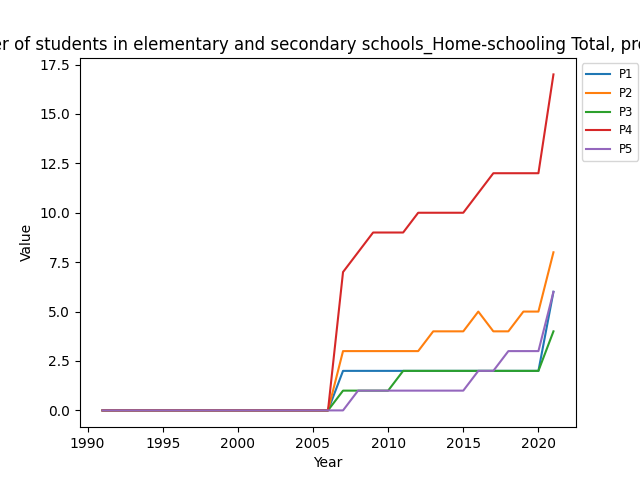 of students in elementary and secondary schools_Home-schooling Total,
17.5
15.0
12.5
10.0
7.5
5.0
2.5
0.0
Value
1990 1995 2000 2005 2010 2015 2020
Year
P1
P2
P3
P4
P5